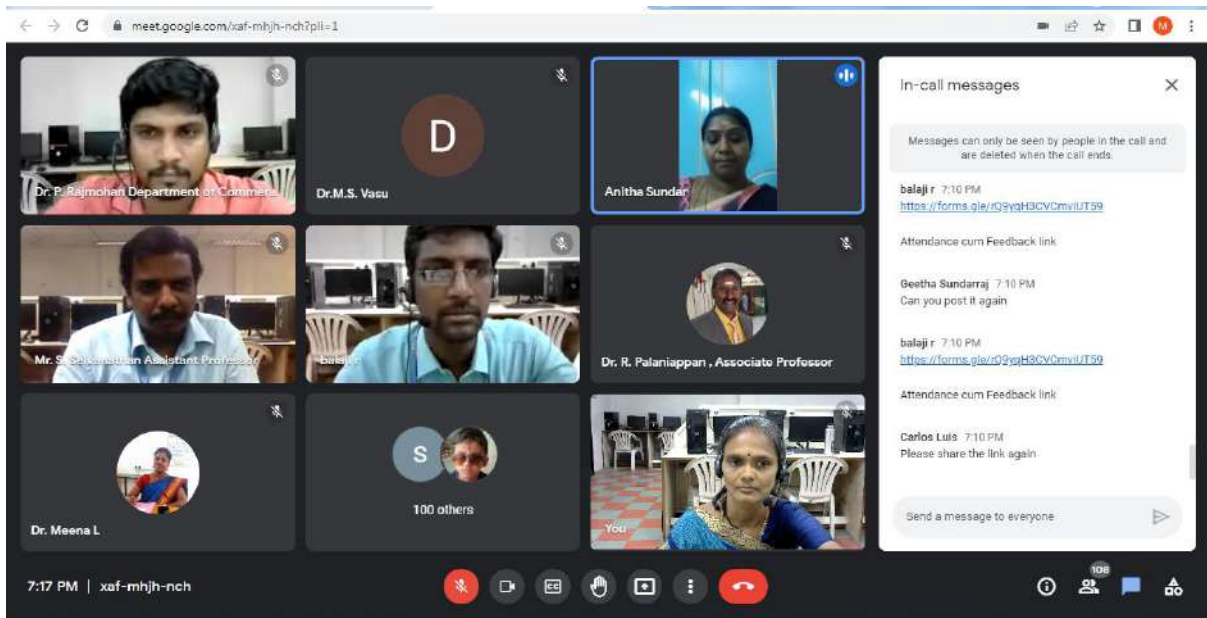 meet.google.com/xaf-mhjh-nch?pli=1
M
Dr. P. Rajmohan Department of Commerc
D
Dr.M.S. Vasu
Anitha Sundar
Mr. S. Selvanathan Assistant Professor
balaji r
Dr. R. Palaniappan , Associate Professor
Dr. Meena L
S
100 others
You
In-call messages
Messages can only be seen by people in the call and
are deleted when the call ends.
balaji r 7:10 PM
https://forms.gle/rQ9yqH3CVCmviUT59
Attendance cum Feedback link
Geetha Sundarraj 7:10 PM
Can you post it again
balaji r 7:10 PM
https://forms.gle/rQ9yqH3CVCmviUT59
Attendance cum Feedback link
Carlos Luis 7:10 PM
Please share the link again
Send a message to everyone
7:17 PM | xaf-mhjh-nch
CC
108